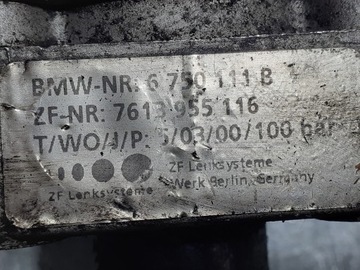 BMW-NR: 6 750 111 B
ZF-NR: 7613 955 116
T/WO/J/P: 5/03/00/100 bar
ZF Lenksysteme
Werk Berlin, Germany
ZF Lenksysteme